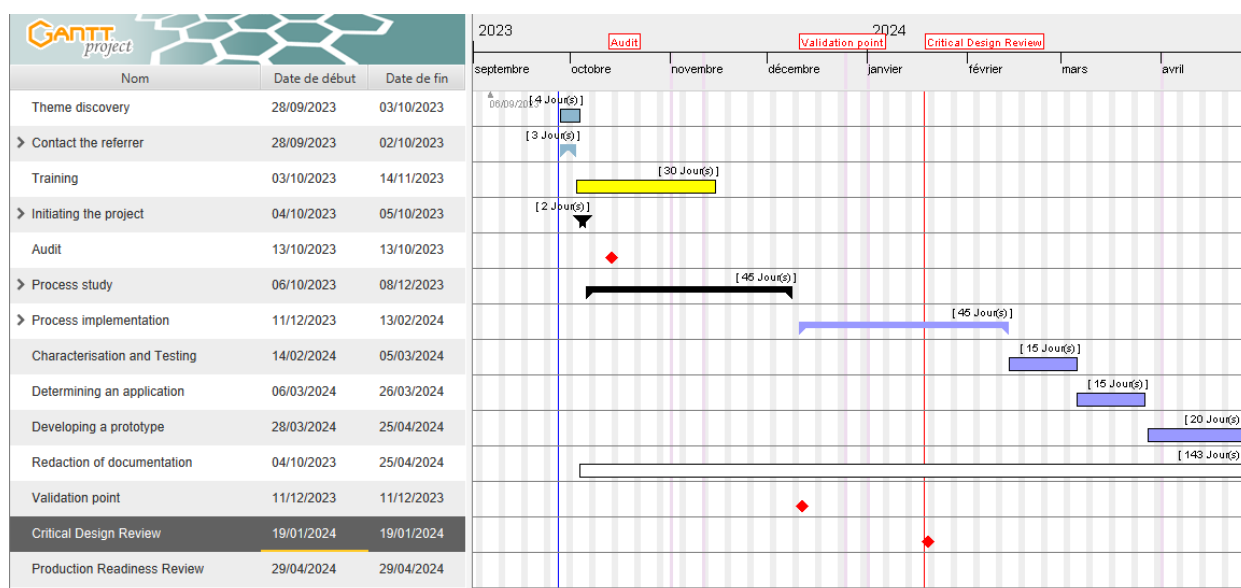 GANTT
project
2023
2024
Audit
Validation point
Critical Design Review
Nom Date de début Date de fin
septembre octobre novembre décembre janvier février mars avril
06/09/2023
Theme discovery 28/09/2023 03/10/2023 [ 4 Jour(s) ]
Contact the referrer 28/09/2023 02/10/2023 [ 3 Jour(s) ]
Training 03/10/2023 14/11/2023 [ 30 Jour(s) ]
Initiating the project 04/10/2023 05/10/2023 [ 2 Jour(s) ]
Audit 13/10/2023 13/10/2023
Process study 06/10/2023 08/12/2023 [ 45 Jour(s) ]
Process implementation 11/12/2023 13/02/2024 [ 45 Jour(s) ]
Characterisation and Testing 14/02/2024 05/03/2024 [ 15 Jour(s) ]
Determining an application 06/03/2024 26/03/2024 [ 15 Jour(s) ]
Developing a prototype 28/03/2024 25/04/2024 [ 20 Jour(s)
Redaction of documentation 04/10/2023 25/04/2024 [ 143 Jour(s)
Validation point 11/12/2023 11/12/2023
Critical Design Review 19/01/2024 19/01/2024
Production Readiness Review 29/04/2024 29/04/2024